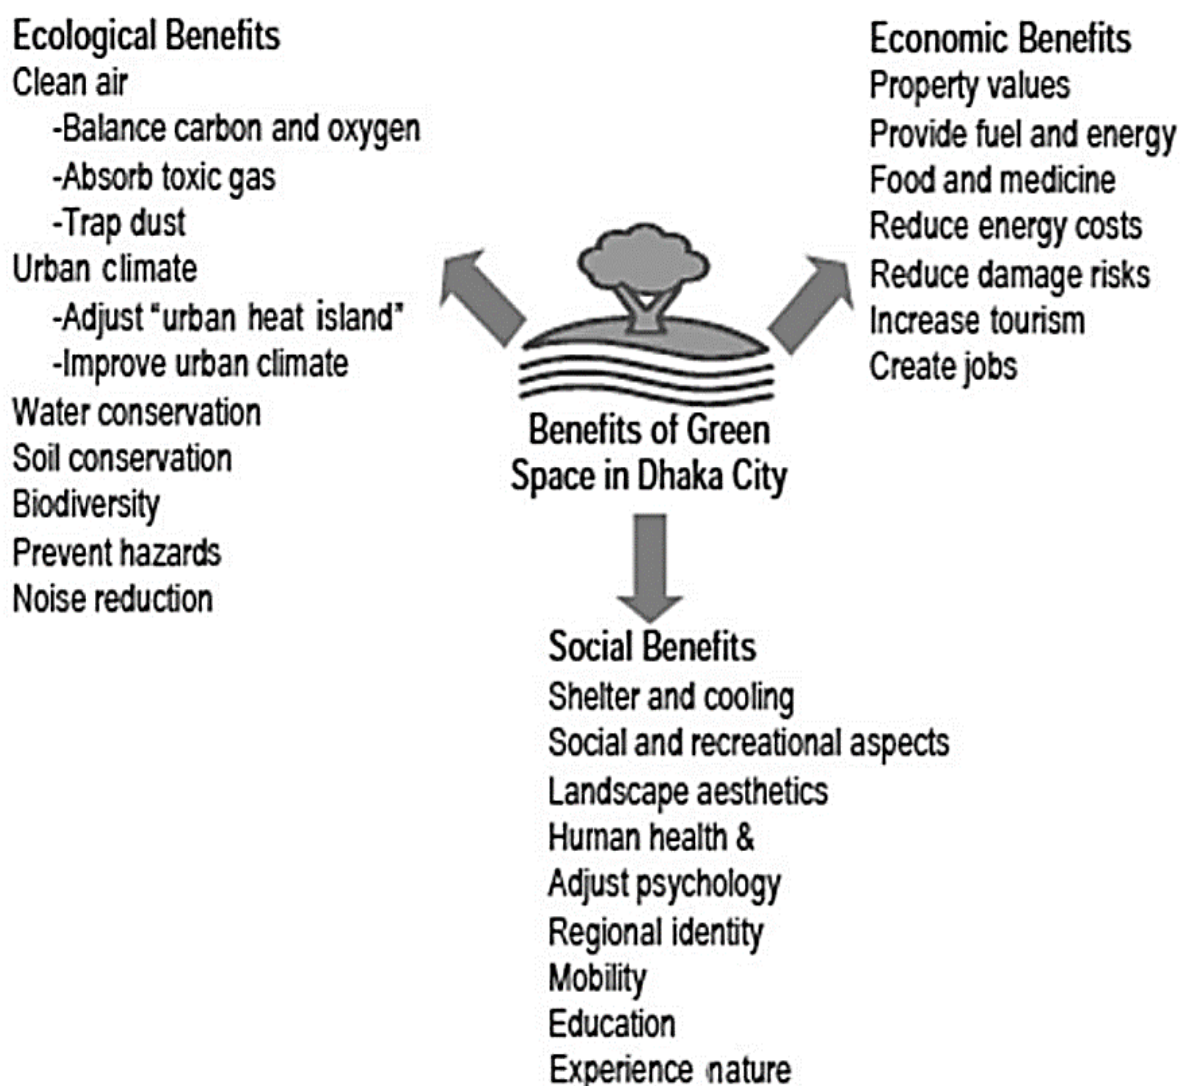 Ecological Benefits
Clean air
-Balance carbon and oxygen
-Absorb toxic gas
-Trap dust
Urban climate
-Adjust "urban heat island"
-Improve urban climate
Water conservation
Soil conservation
Biodiversity
Prevent hazards
Noise reduction
Economic Benefits
Property values
Provide fuel and energy
Food and medicine
Reduce energy costs
Reduce damage risks
Increase tourism
Create jobs
Benefits of Green
Space in Dhaka City
Social Benefits
Shelter and cooling
Social and recreational aspects
Landscape aesthetics
Human health &
Adjust psychology
Regional identity
Mobility
Education
Experience nature